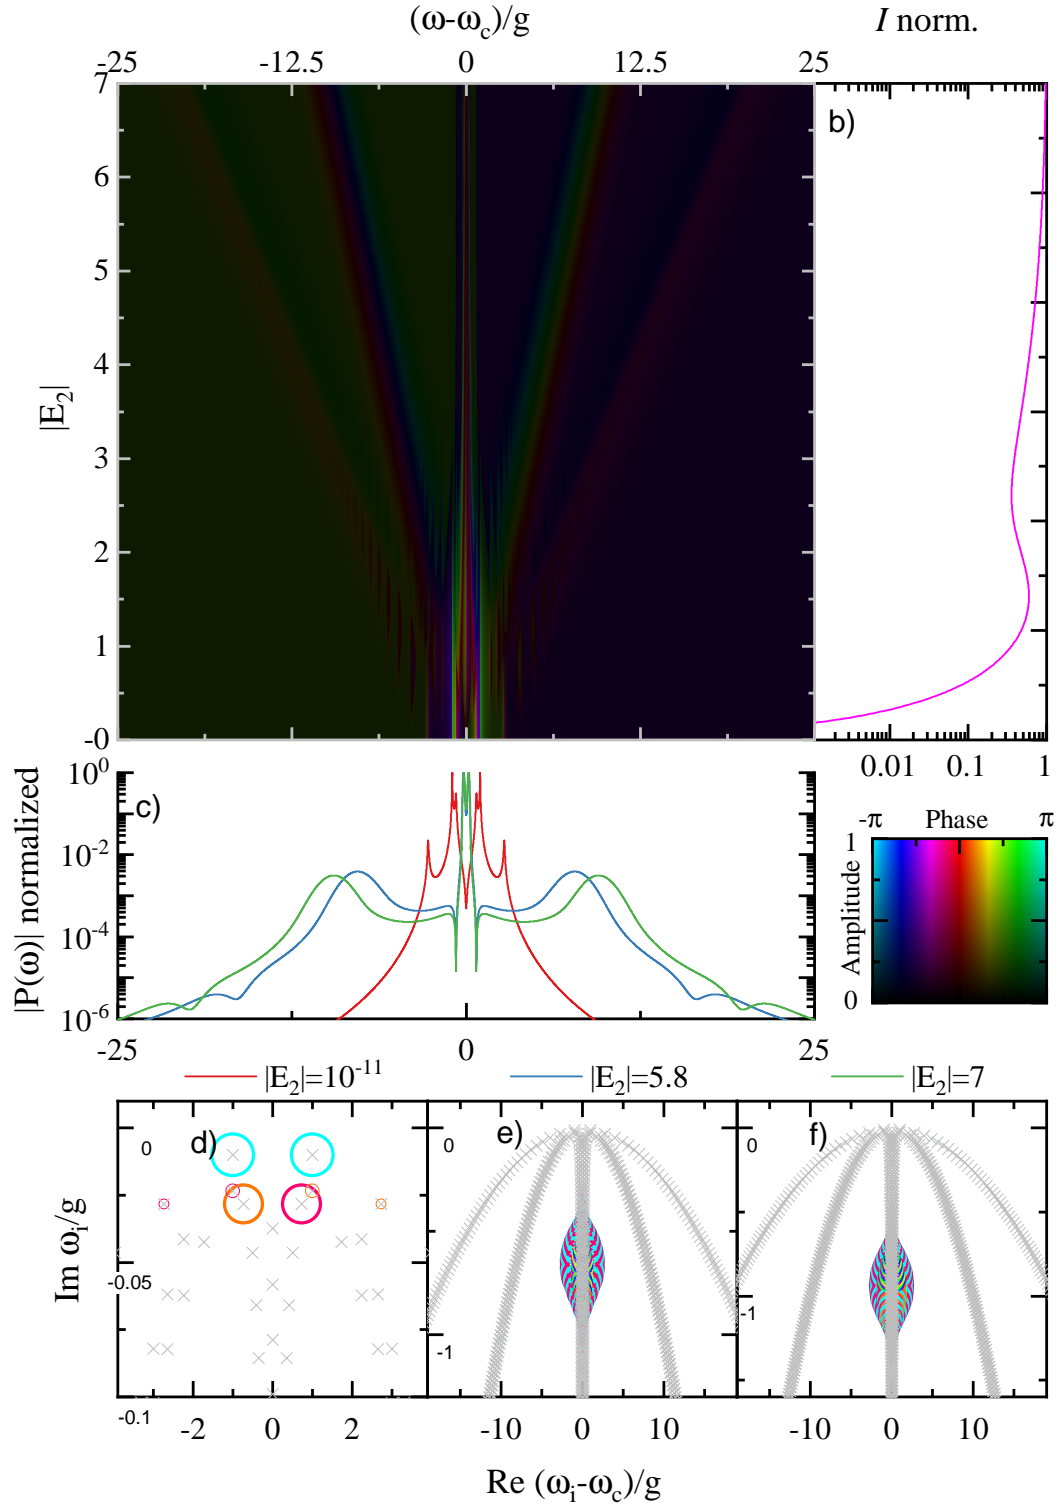 (ω-ω_c)/g
I norm.
-25 -12.5 0 12.5 25
7
6
5
4
3
2
1
-0
|E_2|
b)
0.01 0.1 1
|P(ω)| normalized
10^0
10^-2
10^-4
10^-6
c)
-25 0 25
-π Phase π
Amplitude
1
0
|E_2|=10^-11 |E_2|=5.8 |E_2|=7
Im ω_i/g
d) e) f)
0
-0.05
-0.1
0
-1
0
-1
-2 0 2
-10 0 10
-10 0 10
Re (ω_i-ω_c)/g